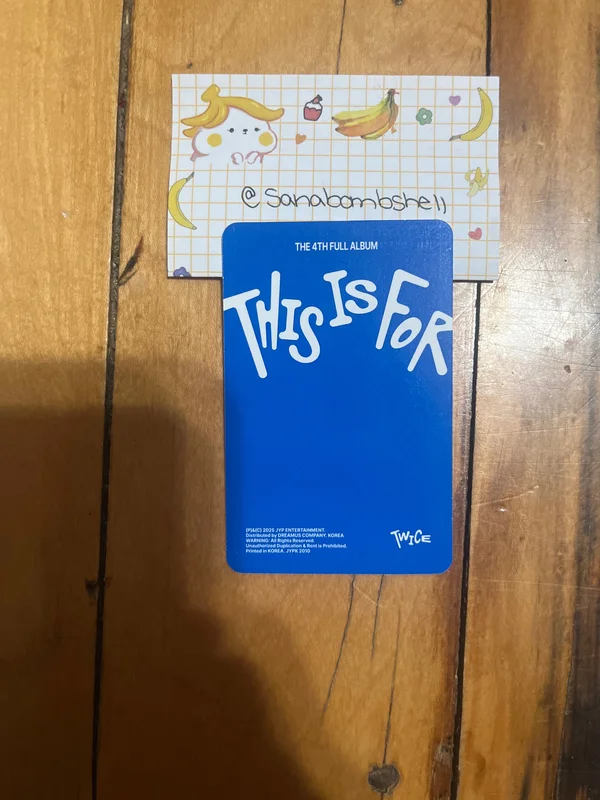 @sanabombshell
THE 4TH FULL ALBUM
THIS IS FOR
(P)&(C) 2025 JYP ENTERTAINMENT.
Distributed by DREAMUS COMPANY. KOREA
WARNING: All Rights Reserved.
Unauthorized Duplication & Rent is Prohibited.
Printed in KOREA. JYPK 2010
TWICE